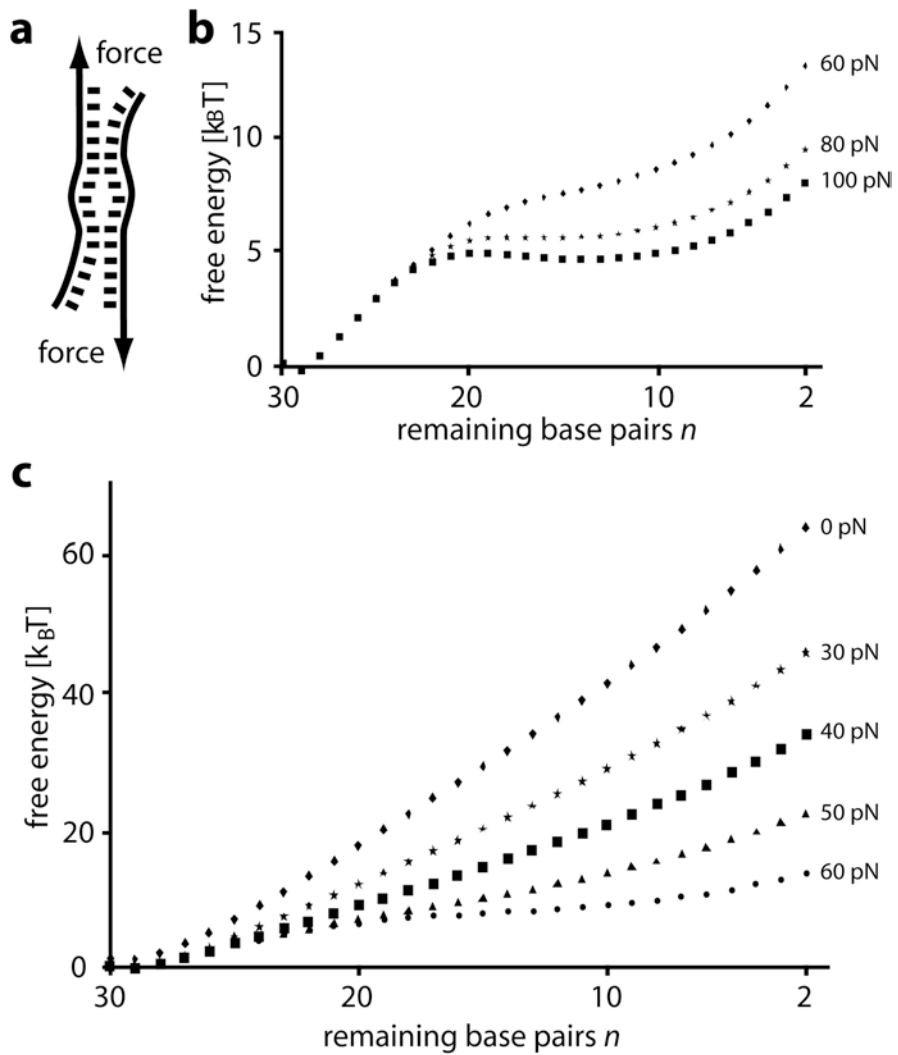 a
force
force
b
free energy [kBT]
15
10
5
0
30
20
10
2
remaining base pairs n
60 pN
80 pN
100 pN
c
free energy [kBT]
60
40
20
0
30
20
10
2
remaining base pairs n
0 pN
30 pN
40 pN
50 pN
60 pN